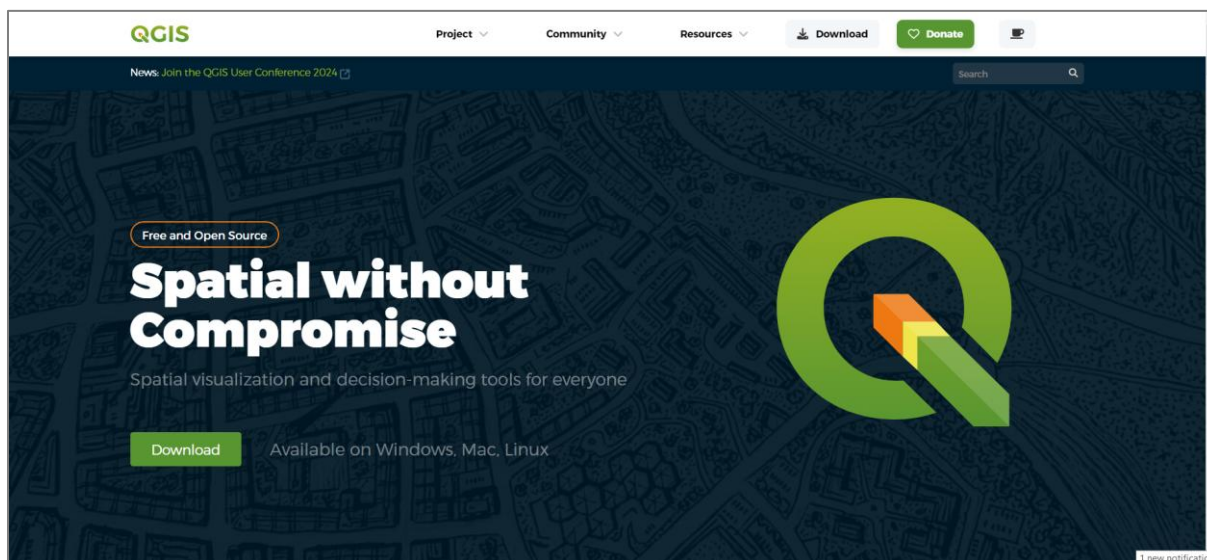 QGIS
Project
Community
Resources
Download
Donate
News: Join the QGIS User Conference 2024
Search
Free and Open Source
Spatial without
Compromise
Spatial visualization and decision-making tools for everyone
Download
Available on Windows, Mac, Linux
1 new notificatio